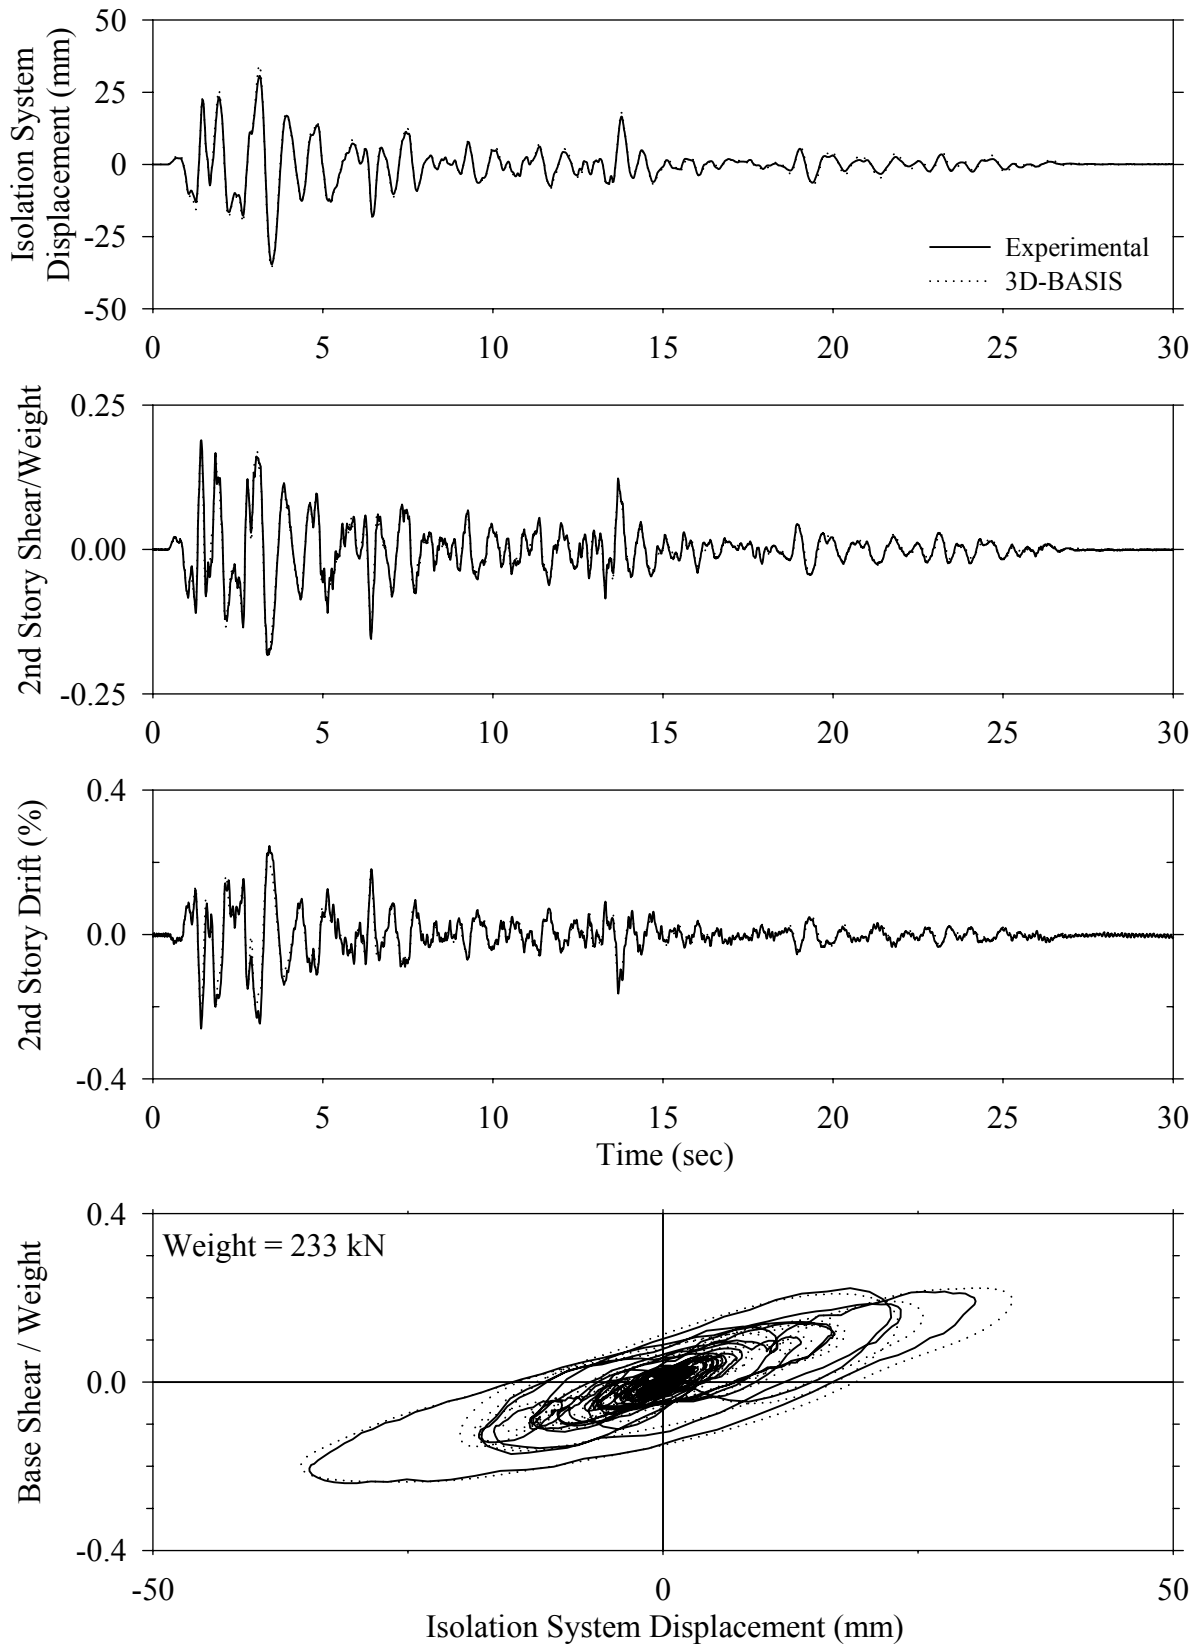 Isolation System
Displacement (mm)
50
25
0
-25
-50
Experimental
3D-BASIS
0 5 10 15 20 25 30
2nd Story Shear/Weight
0.25
0.00
-0.25
0 5 10 15 20 25 30
2nd Story Drift (%)
0.4
0.0
-0.4
0 5 10 15 20 25 30
Time (sec)
Base Shear / Weight
0.4
0.0
-0.4
Weight = 233 kN
-50 0 50
Isolation System Displacement (mm)